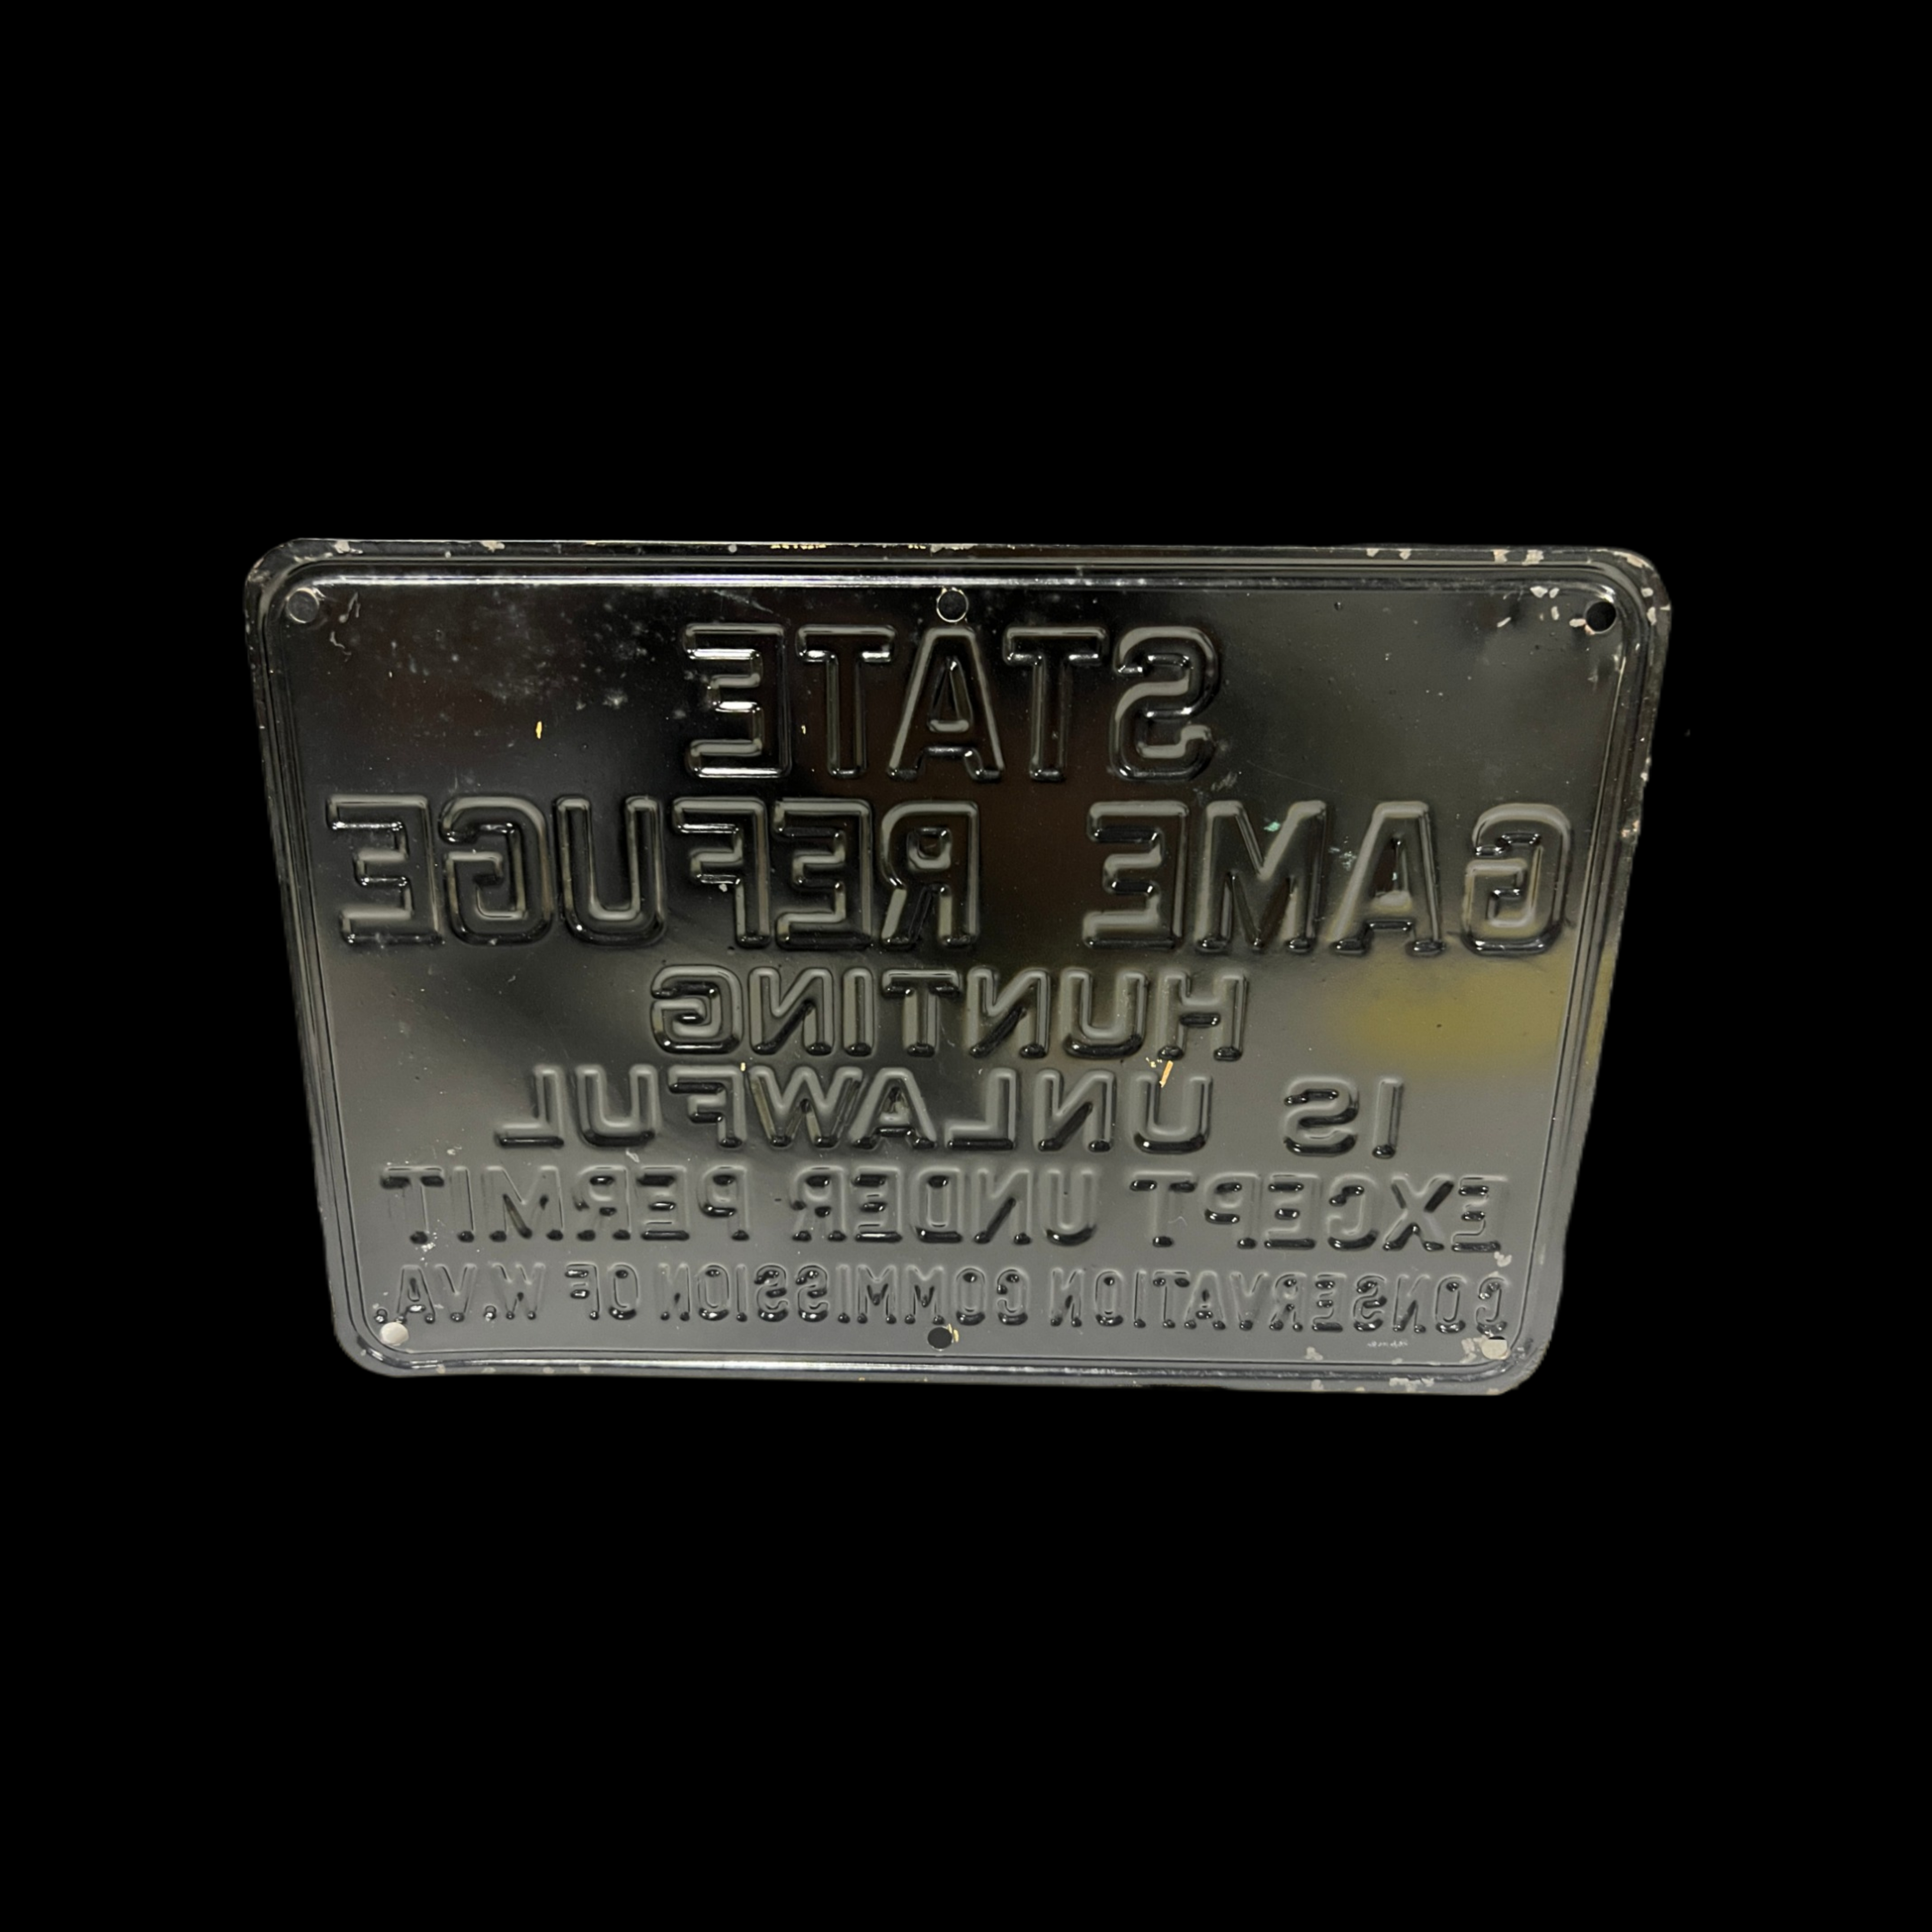 STATE
GAME REFUGE
HUNTING
IS UNLAWFUL
EXCEPT UNDER PERMIT
CONSERVATION COMMISSION OF W.VA.